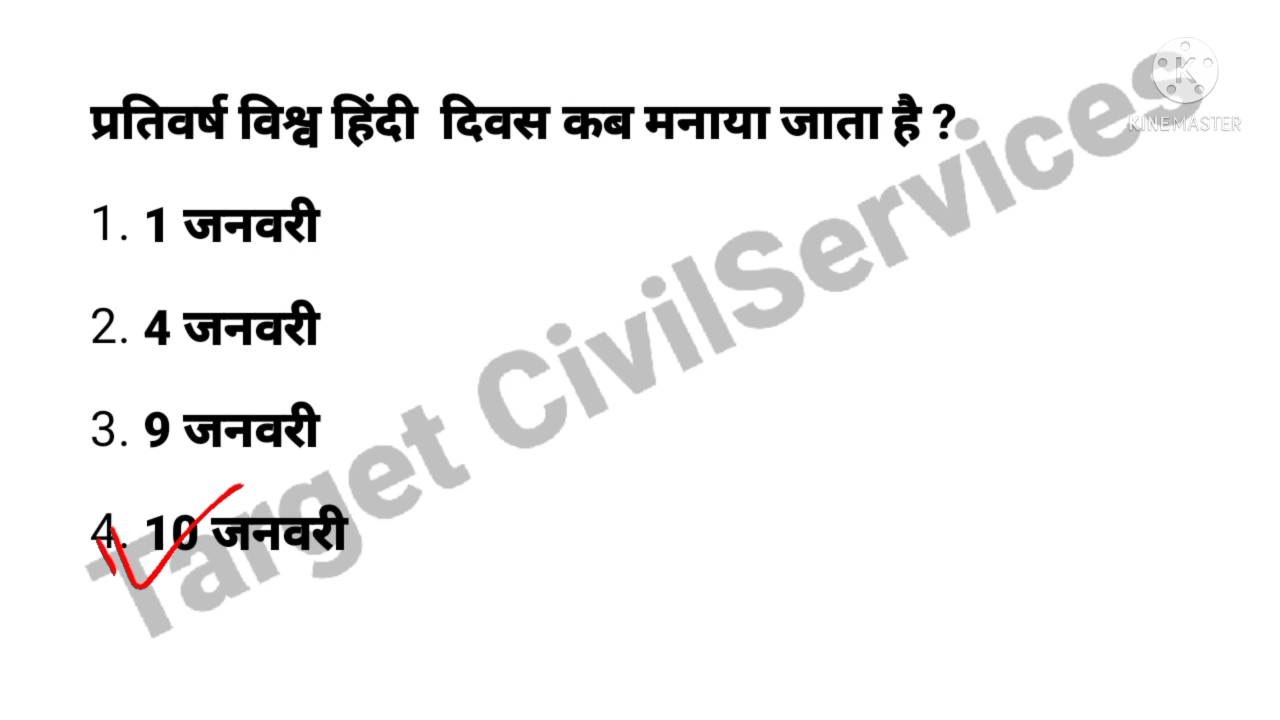 प्रतिवर्ष विश्व हिंदी दिवस कब मनाया जाता है ?
1. 1 जनवरी
2. 4 जनवरी
3. 9 जनवरी
4. 10 जनवरी
Target CivilServices
K
KINEMASTER